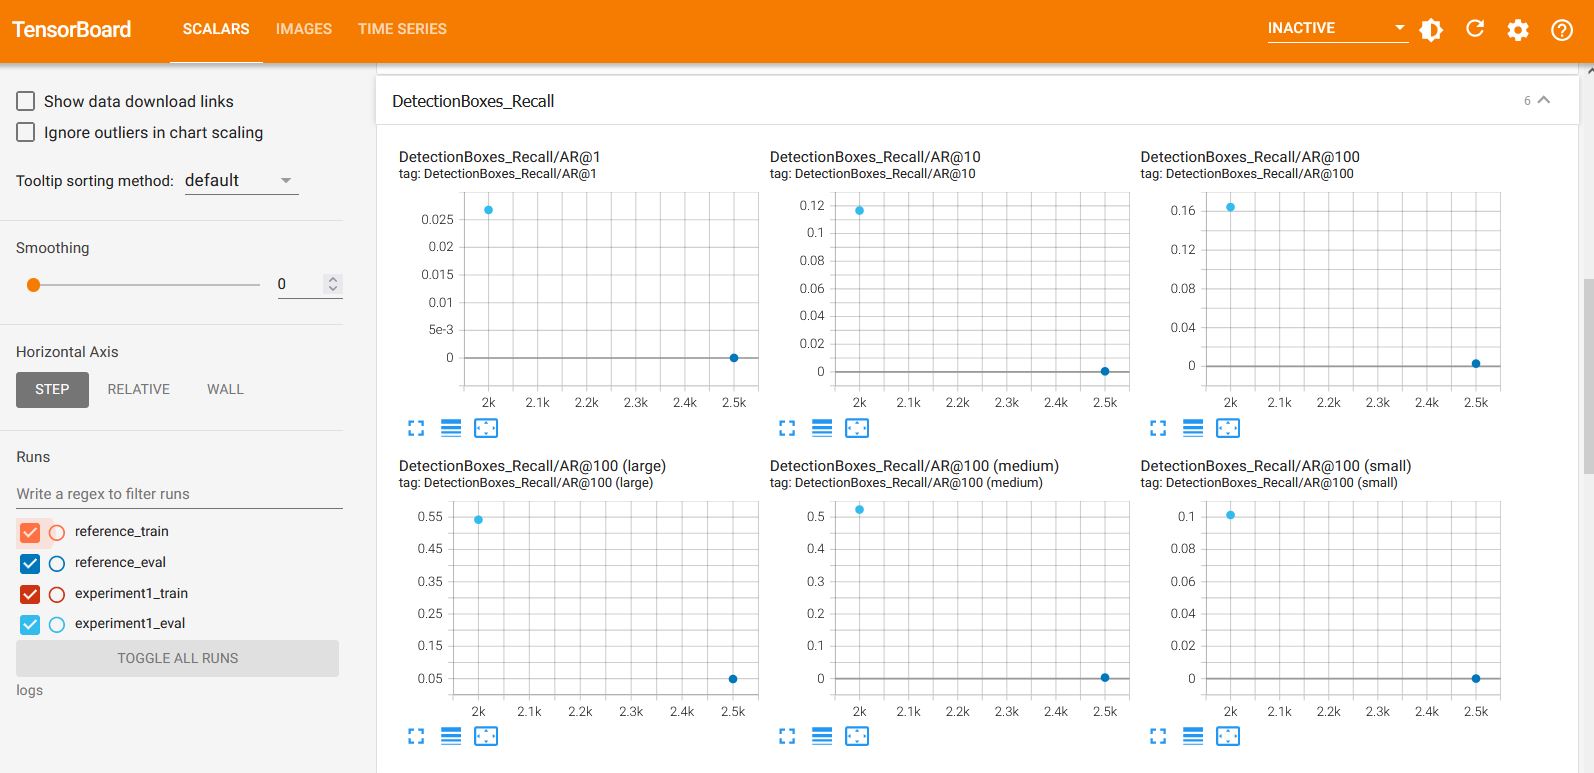 TensorBoard SCALARS IMAGES TIME SERIES INACTIVE
Show data download links
Ignore outliers in chart scaling
Tooltip sorting method: default
Smoothing
0
Horizontal Axis
STEP RELATIVE WALL
Runs
Write a regex to filter runs
reference_train
reference_eval
experiment1_train
experiment1_eval
TOGGLE ALL RUNS
logs
DetectionBoxes_Recall 6
DetectionBoxes_Recall/AR@1
tag: DetectionBoxes_Recall/AR@1
0.025
0.02
0.015
0.01
5e-3
0
2k 2.1k 2.2k 2.3k 2.4k 2.5k
DetectionBoxes_Recall/AR@10
tag: DetectionBoxes_Recall/AR@10
0.12
0.1
0.08
0.06
0.04
0.02
0
2k 2.1k 2.2k 2.3k 2.4k 2.5k
DetectionBoxes_Recall/AR@100
tag: DetectionBoxes_Recall/AR@100
0.16
0.12
0.08
0.04
0
2k 2.1k 2.2k 2.3k 2.4k 2.5k
DetectionBoxes_Recall/AR@100 (large)
tag: DetectionBoxes_Recall/AR@100 (large)
0.55
0.45
0.35
0.25
0.15
0.05
2k 2.1k 2.2k 2.3k 2.4k 2.5k
DetectionBoxes_Recall/AR@100 (medium)
tag: DetectionBoxes_Recall/AR@100 (medium)
0.5
0.4
0.3
0.2
0.1
0
2k 2.1k 2.2k 2.3k 2.4k 2.5k
DetectionBoxes_Recall/AR@100 (small)
tag: DetectionBoxes_Recall/AR@100 (small)
0.1
0.08
0.06
0.04
0.02
0
2k 2.1k 2.2k 2.3k 2.4k 2.5k